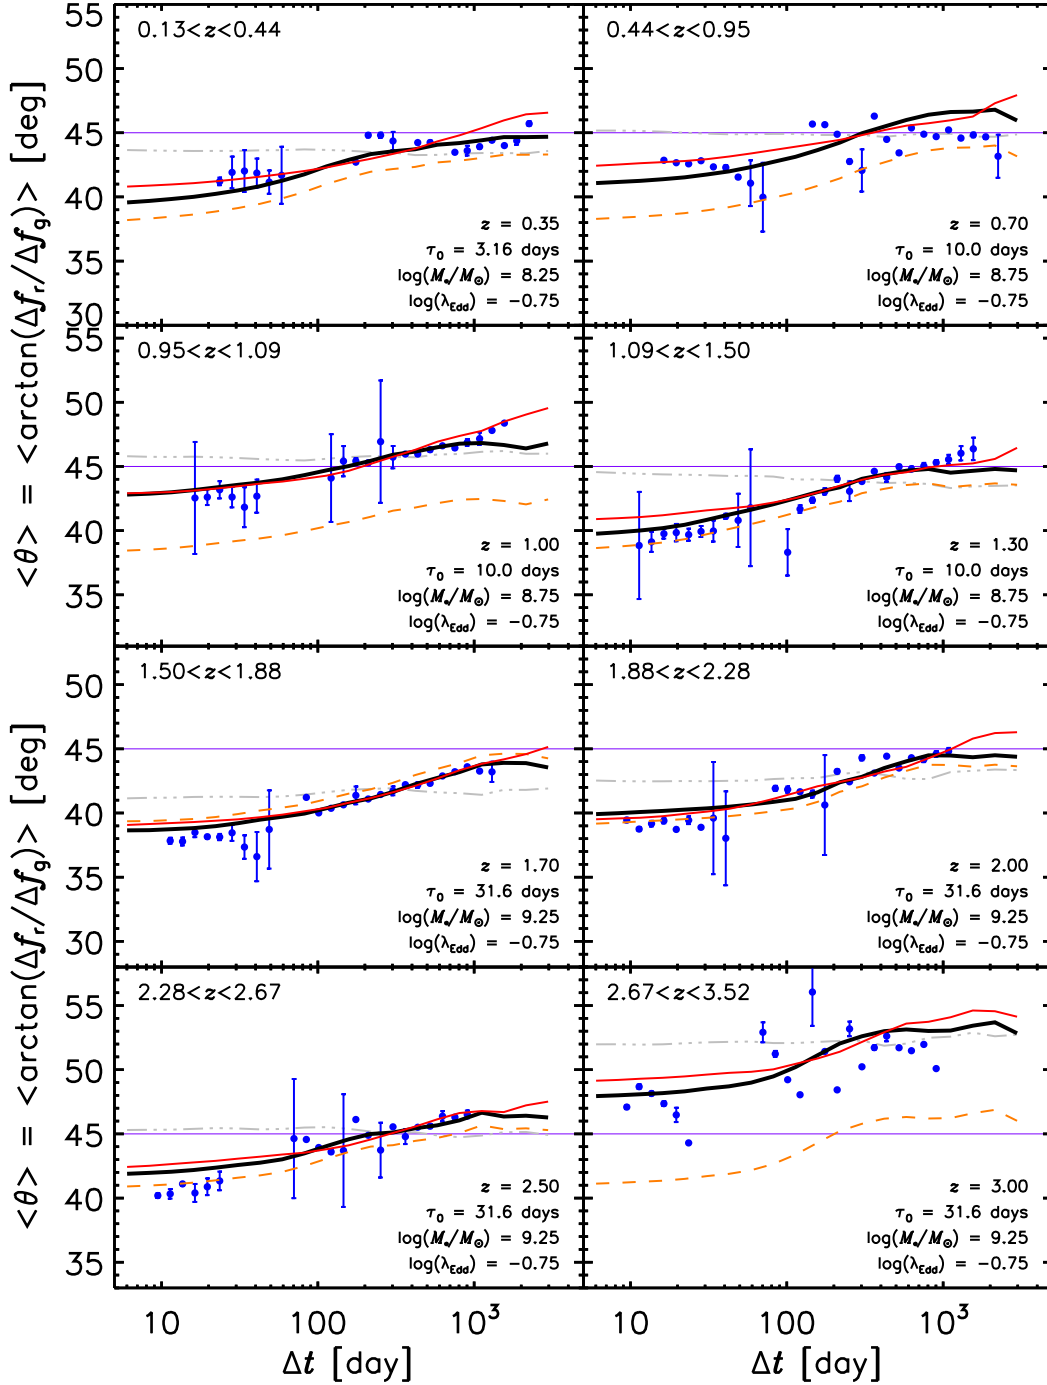 0.13<z<0.44
0.44<z<0.95
55
50
45
40
35
30
z = 0.35
τ0 = 3.16 days
log(M•/M⊙) = 8.25
log(λEdd) = −0.75
z = 0.70
τ0 = 10.0 days
log(M•/M⊙) = 8.75
log(λEdd) = −0.75
<θ> = <arctan(Δfr/Δfg)> [deg]
0.95<z<1.09
1.09<z<1.50
55
50
45
40
35
z = 1.00
τ0 = 10.0 days
log(M•/M⊙) = 8.75
log(λEdd) = −0.75
z = 1.30
τ0 = 10.0 days
log(M•/M⊙) = 8.75
log(λEdd) = −0.75
1.50<z<1.88
1.88<z<2.28
50
45
40
35
30
z = 1.70
τ0 = 31.6 days
log(M•/M⊙) = 9.25
log(λEdd) = −0.75
z = 2.00
τ0 = 31.6 days
log(M•/M⊙) = 9.25
log(λEdd) = −0.75
<θ> = <arctan(Δfr/Δfg)> [deg]
2.28<z<2.67
2.67<z<3.52
55
50
45
40
35
z = 2.50
τ0 = 31.6 days
log(M•/M⊙) = 9.25
log(λEdd) = −0.75
z = 3.00
τ0 = 31.6 days
log(M•/M⊙) = 9.25
log(λEdd) = −0.75
10 100 10³
10 100 10³
Δt [day]
Δt [day]